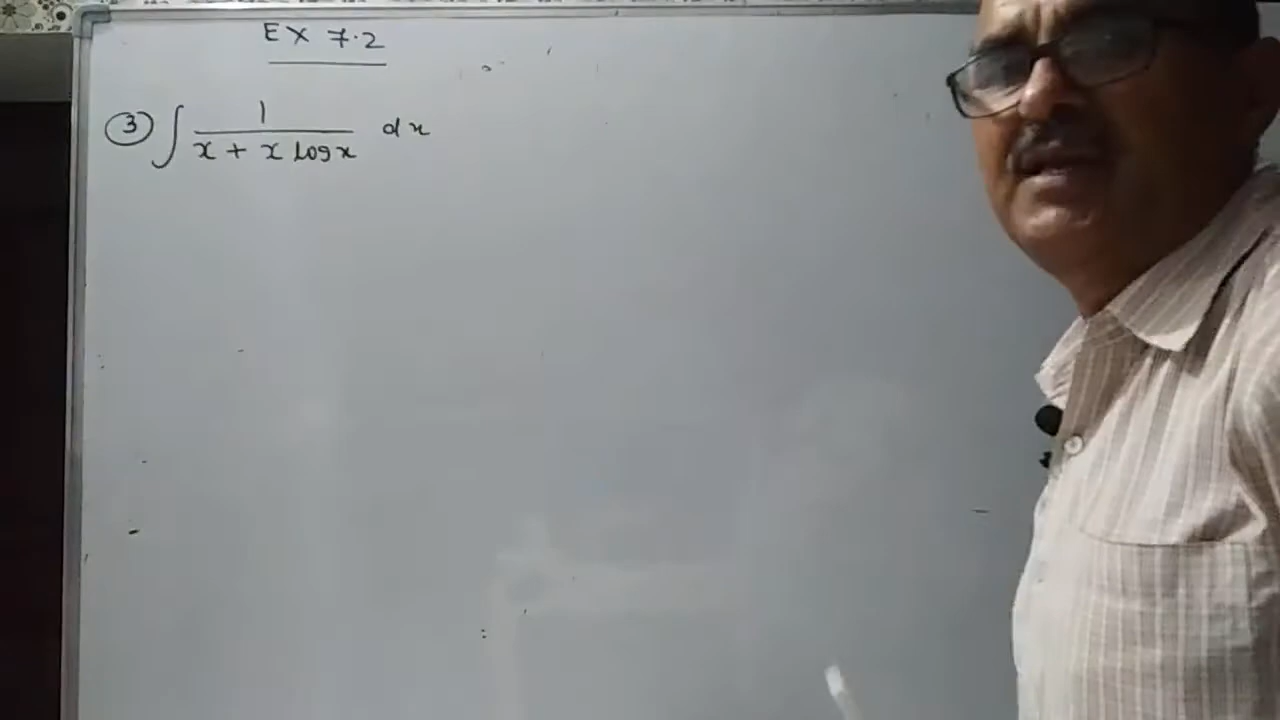 EX 7.2
③ ∫ 1 / (x + x log x) dx